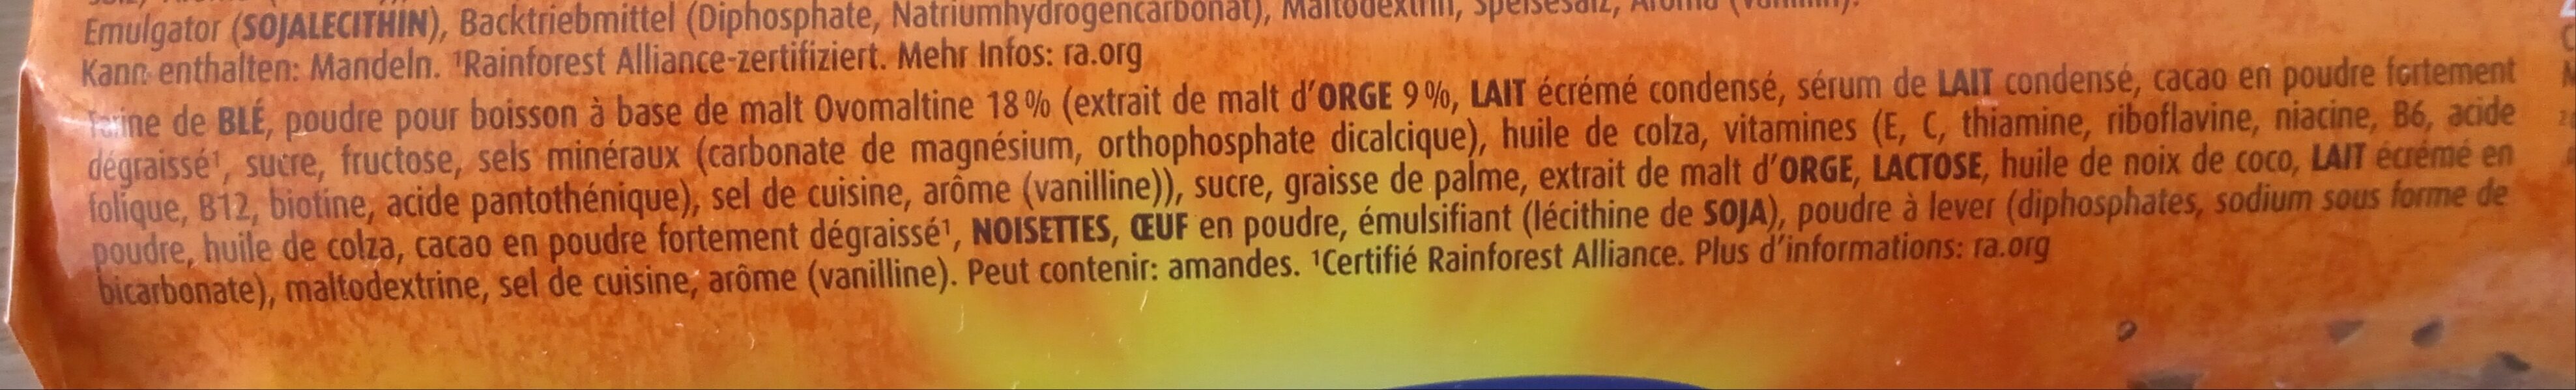 Emulgator (SOJALECITHIN), Backtriebmittel (Diphosphate, Natriumhydrogencarbonat), Maltodextrin, Speisesalz,
Kann enthalten: Mandeln. ¹Rainforest Alliance-zertifiziert. Mehr Infos: ra.org
farine de BLÉ, poudre pour boisson à base de malt Ovomaltine 18 % (extrait de malt d'ORGE 9 %, LAIT écrémé condensé, sérum de LAIT condensé, cacao en poudre fortement
dégraissé¹, sucre, fructose, sels minéraux (carbonate de magnésium, orthophosphate dicalcique), huile de colza, vitamines (E, C, thiamine, riboflavine, niacine, B6, acide
folique, B12, biotine, acide pantothénique), sel de cuisine, arôme (vanilline)), sucre, graisse de palme, extrait de malt d'ORGE, LACTOSE, huile de noix de coco, LAIT écrémé en
poudre, huile de colza, cacao en poudre fortement dégraissé¹, NOISETTES, ŒUF en poudre, émulsifiant (lécithine de SOJA), poudre à lever (diphosphates, sodium sous forme de
bicarbonate), maltodextrine, sel de cuisine, arôme (vanilline). Peut contenir: amandes. ¹Certifié Rainforest Alliance. Plus d'informations: ra.org